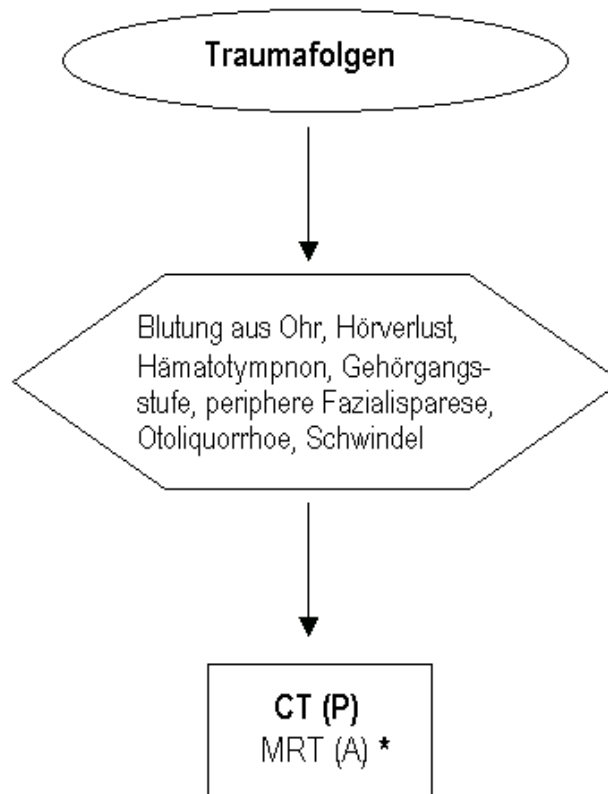 Traumafolgen
Blutung aus Ohr, Hörverlust,
Hämatotympnon, Gehörgangs-
stufe, periphere Fazialisparese,
Otoliquorrhoe, Schwindel
CT (P)
MRT (A) *